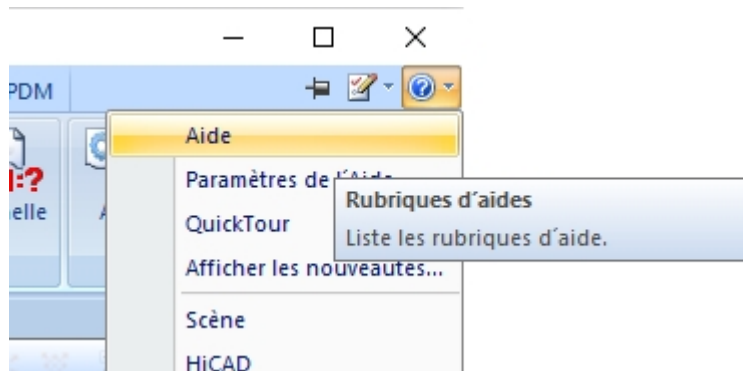 PDM
Aide
Paramètres de l´Aide
Rubriques d´aides
QuickTour
Liste les rubriques d´aide.
Afficher les nouveautés...
Scène
HiCAD
:?
elle